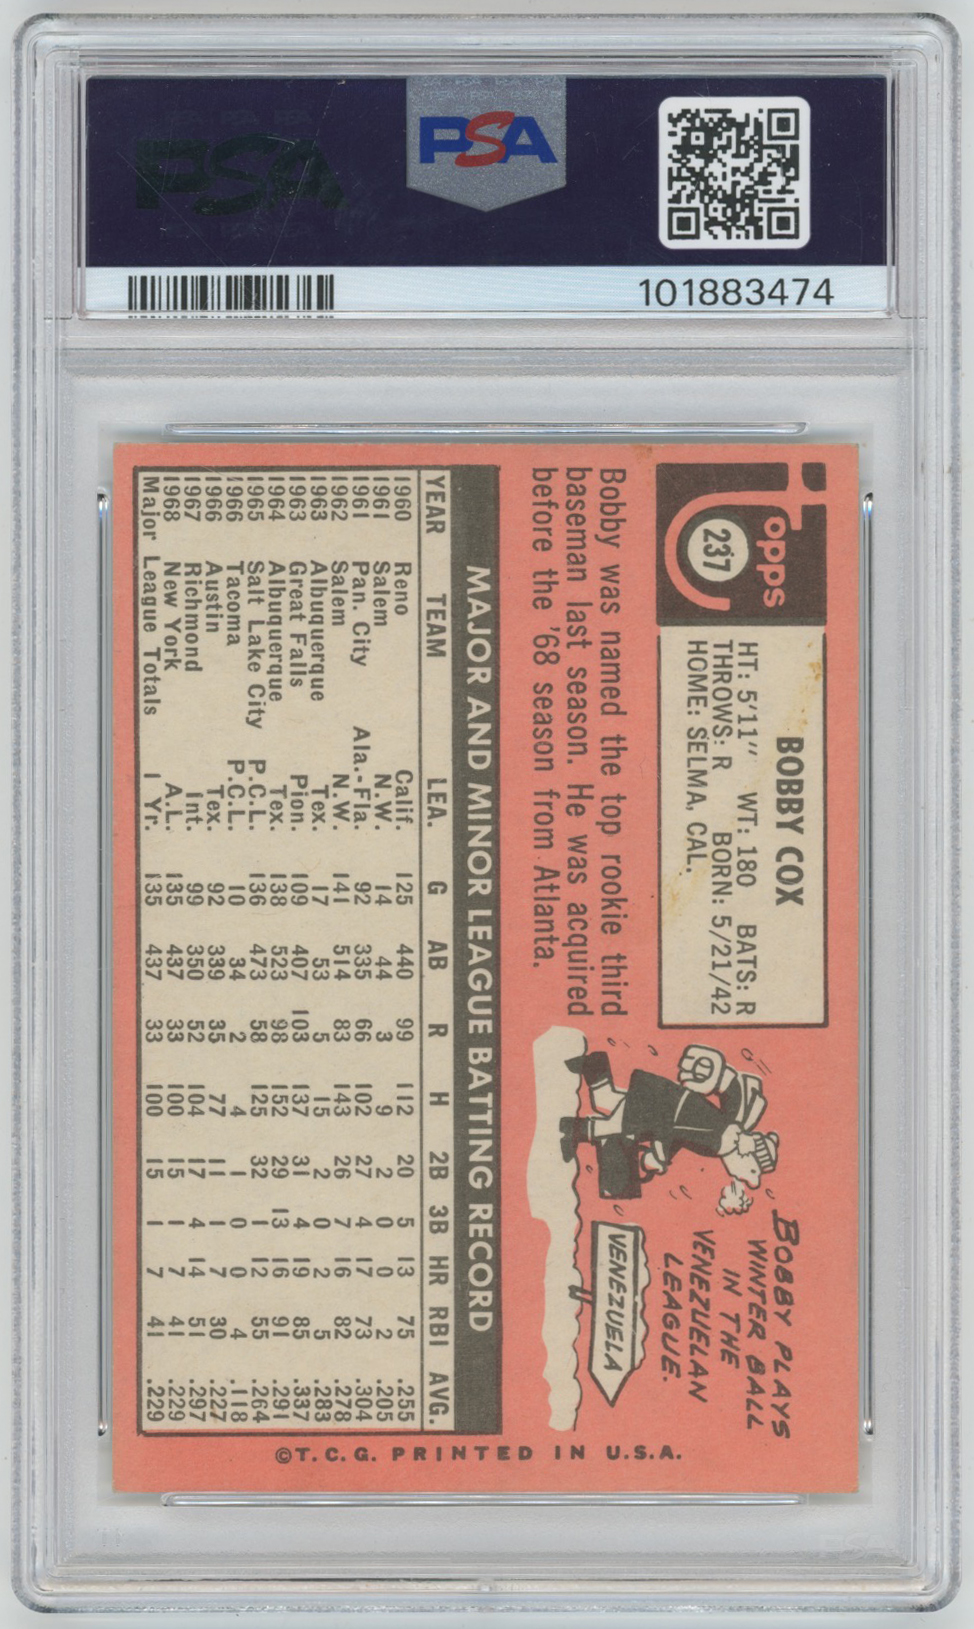 PSA
PSA
101883474
Topps
237
BOBBY COX
HT: 5'11" WT: 180 BATS: R
THROWS: R BORN: 5/21/42
HOME: SELMA, CAL.
Bobby was named the top rookie third
baseman last season. He was acquired
before the '68 season from Atlanta.
BOBBY PLAYS
WINTER BALL
IN THE
VENEZUELAN
LEAGUE.
VENEZUELA
MAJOR AND MINOR LEAGUE BATTING RECORD
YEAR TEAM LEA. G AB R H 2B 3B HR RBI AVG.
1960 Reno Calif. 125 440 99 112 20 5 13 75 .255
1961 Salem N.W. 14 44 3 9 2 0 0 2 .205
1961 Pan. City Ala.-Fla. 92 335 66 102 27 4 17 73 .304
1962 Salem N.W. 141 514 83 143 26 7 16 82 .278
1963 Albuquerque Tex. 17 53 5 15 2 0 2 5 .283
1963 Great Falls Pion. 109 407 103 137 31 4 19 85 .337
1964 Albuquerque Tex. 138 523 98 152 29 13 16 91 .291
1965 Salt Lake City P.C.L. 136 473 58 125 32 1 12 55 .264
1966 Tacoma P.C.L. 10 34 2 4 1 0 0 4 .118
1966 Austin Tex. 92 339 35 77 11 1 7 30 .227
1967 Richmond Int. 99 350 52 104 17 4 14 51 .297
1968 New York A.L. 135 437 33 100 15 1 7 41 .229
Major League Totals 1 Yr. 135 437 33 100 15 1 7 41 .229
©T.C.G. PRINTED IN U.S.A.
PSA